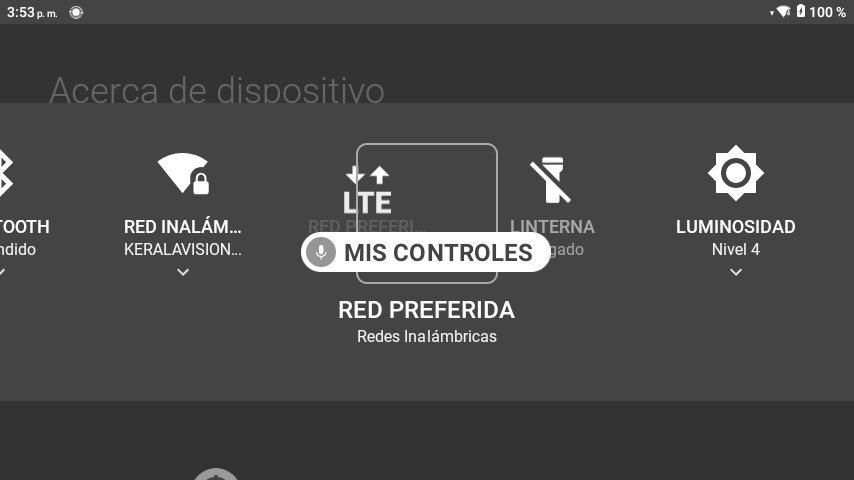 3:53 p. m.
100 %
Acerca de dispositivo
TOOTH
RED INALÁM...
LTE
RED PREFERI...
LINTERNA
LUMINOSIDAD
ndido
KERALAVISION...
gado
Nivel 4
MIS CONTROLES
RED PREFERIDA
Redes Inalámbricas